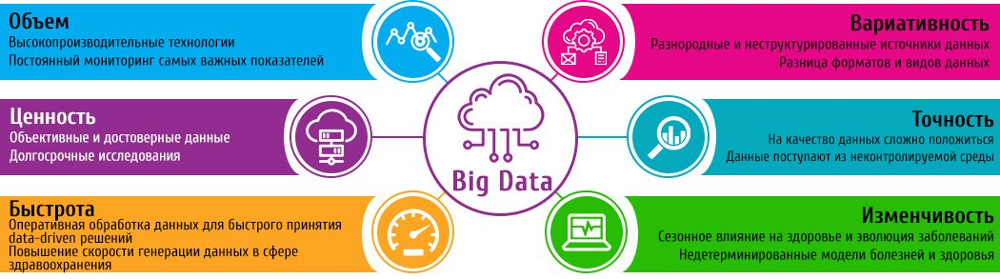 Объем
Высокопроизводительные технологии
Постоянный мониторинг самых важных показателей
Вариативность
Разнородные и неструктурированные источники данных
Разница форматов и видов данных
Ценность
Объективные и достоверные данные
Долгосрочные исследования
Big Data
Точность
На качество данных сложно положиться
Данные поступают из неконтролируемой среды
Быстрота
Оперативная обработка данных для быстрого принятия
data-driven решений
Повышение скорости генерации данных в сфере
здравоохранения
Изменчивость
Сезонное влияние на здоровье и эволюция заболеваний
Недетерминированные модели болезней и здоровья